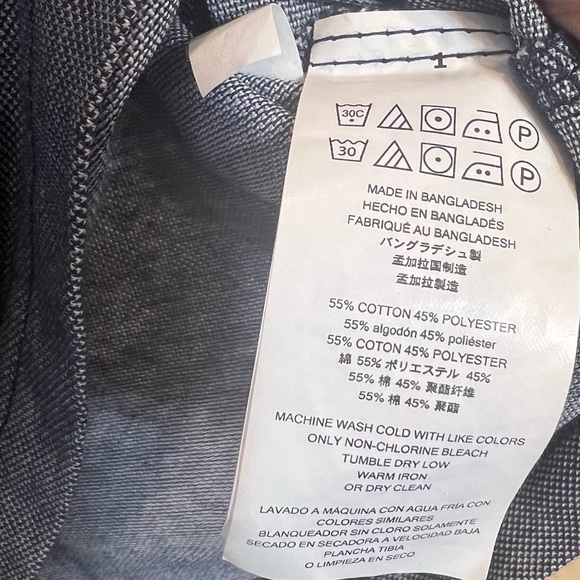 1
30C P
30 P
MADE IN BANGLADESH
HECHO EN BANGLADÉS
FABRIQUÉ AU BANGLADESH
バングラデシュ製
孟加拉国制造
孟加拉製造
55% COTTON 45% POLYESTER
55% algodón 45% poliéster
55% COTON 45% POLYESTER
綿 55% ポリエステル 45%
55% 棉 45% 聚酯纤维
55% 棉 45% 聚酯
MACHINE WASH COLD WITH LIKE COLORS
ONLY NON-CHLORINE BLEACH
TUMBLE DRY LOW
WARM IRON
OR DRY CLEAN
LAVADO A MÁQUINA CON AGUA FRÍA CON
COLORES SIMILARES
BLANQUEADOR SIN CLORO SOLAMENTE
SECADO EN SECADORA A VELOCIDAD BAJA
PLANCHA TIBIA
O LIMPIEZA EN SECO